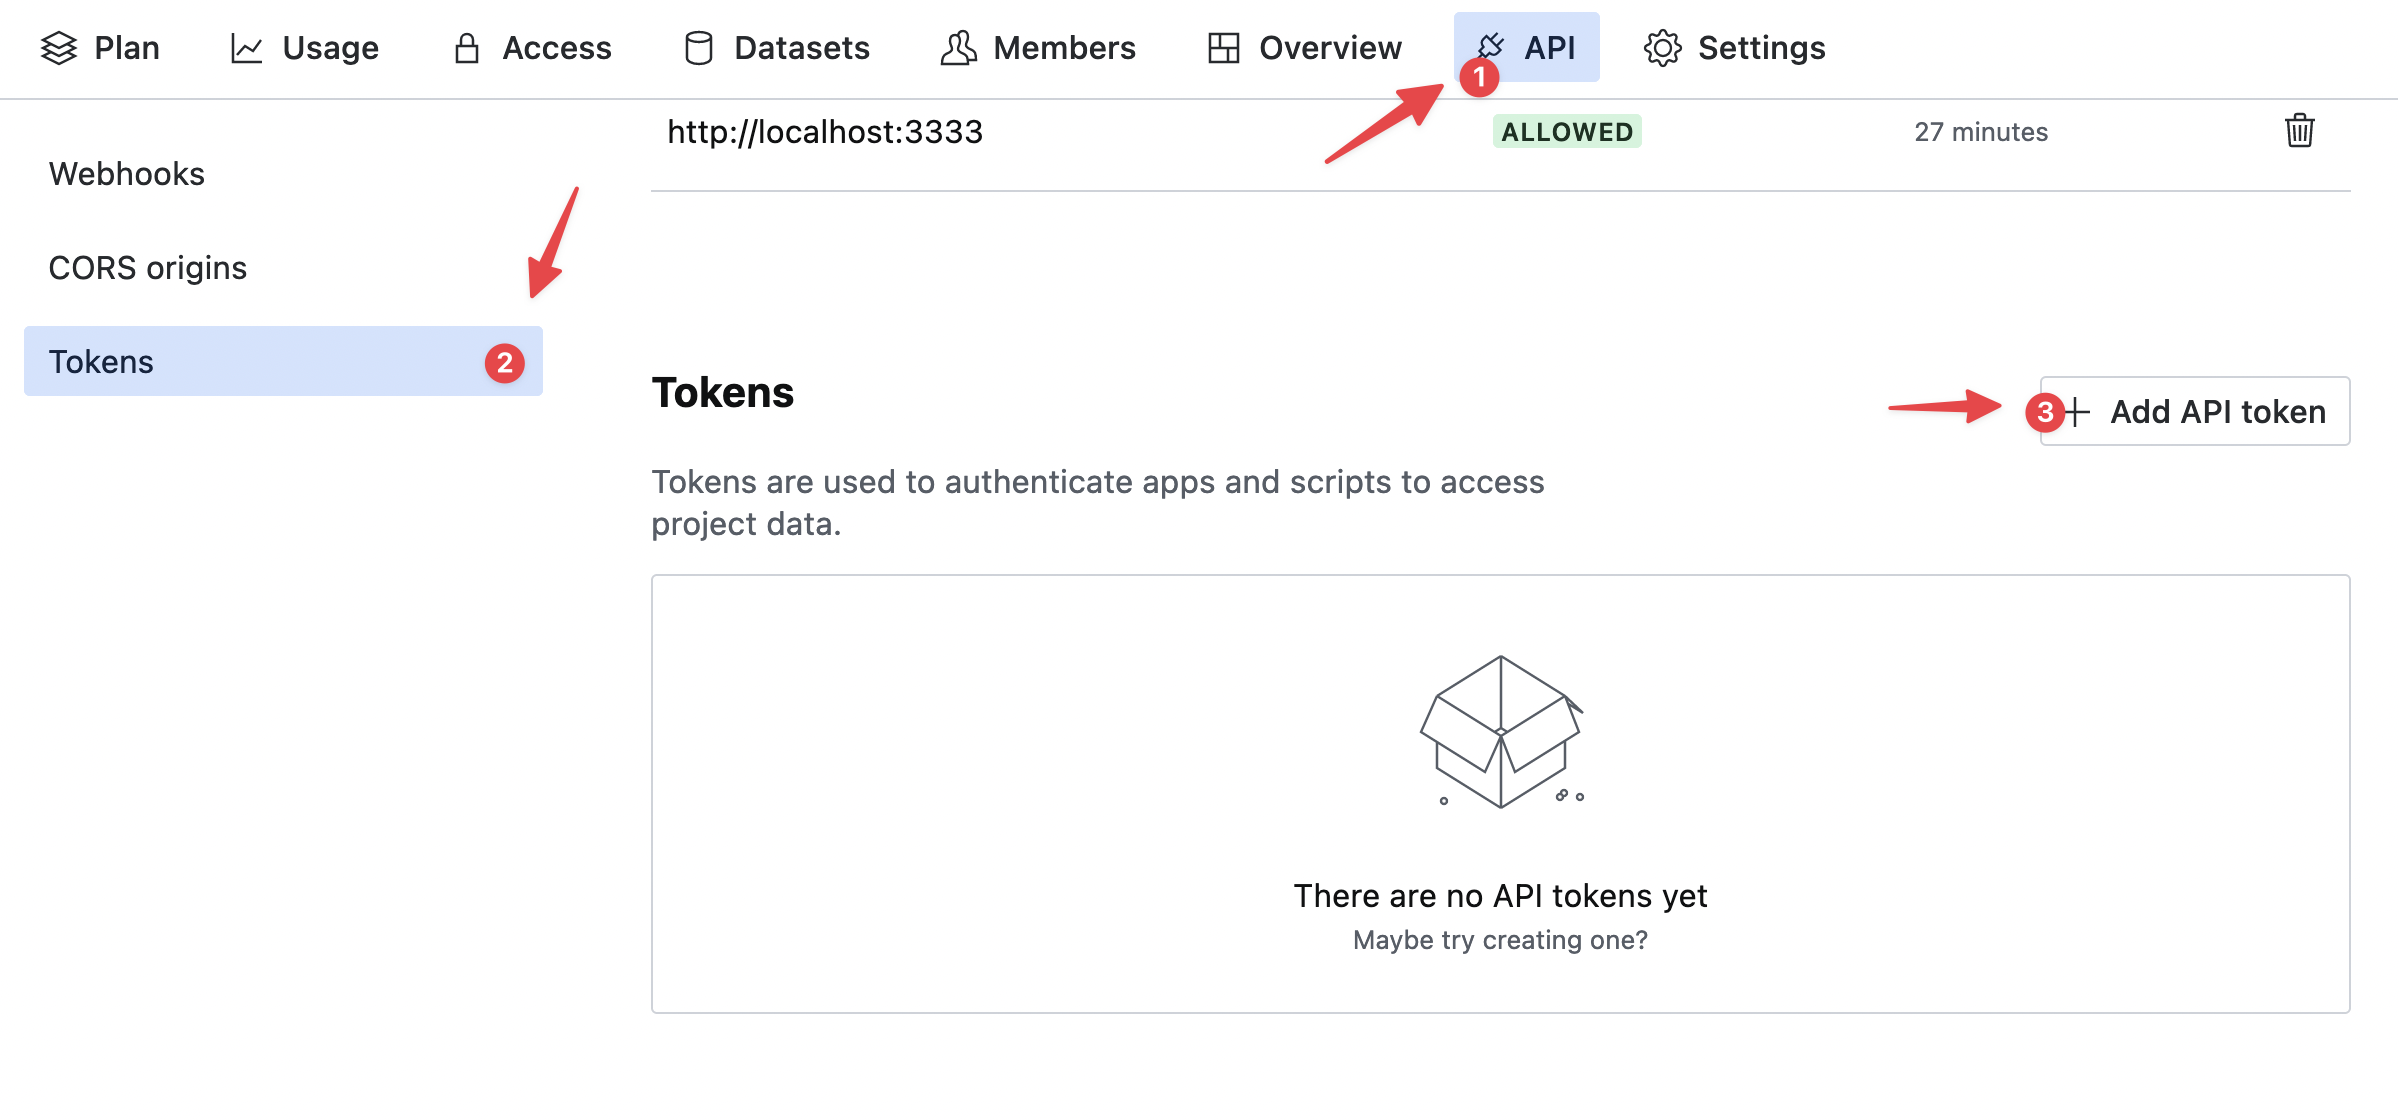 Plan Usage Access Datasets Members Overview API Settings
1
http://localhost:3333 ALLOWED 27 minutes
Webhooks
CORS origins
Tokens 2
Tokens
3 Add API token
Tokens are used to authenticate apps and scripts to access
project data.
There are no API tokens yet
Maybe try creating one?